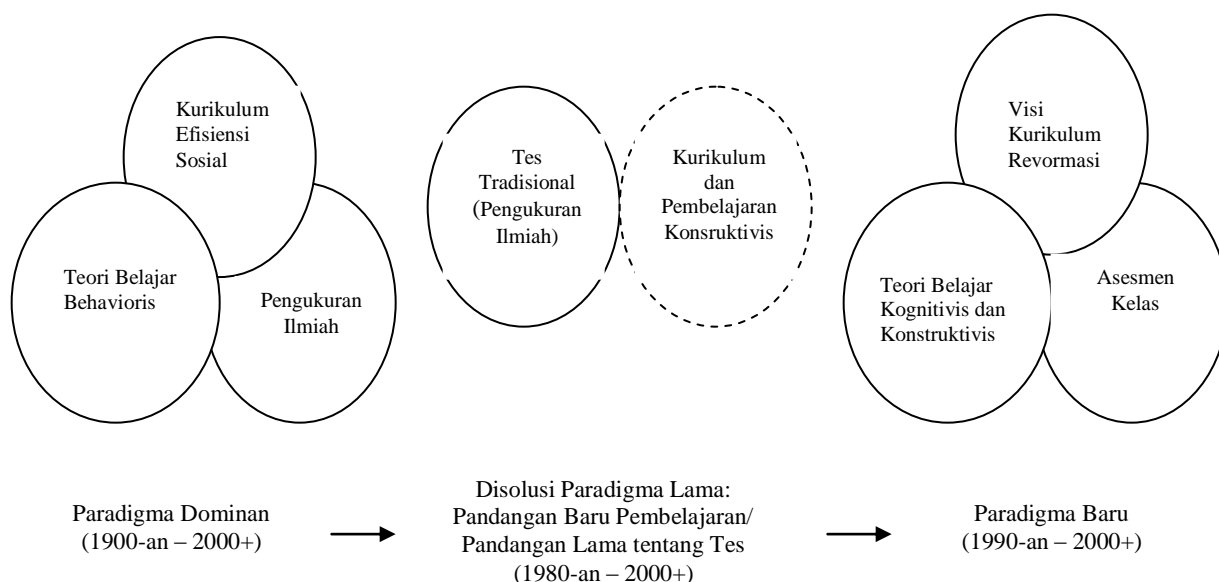 Kurikulum
Efisiensi
Sosial
Teori Belajar
Behavioris
Pengukuran
Ilmiah
Tes
Tradisional
(Pengukuran
Ilmiah)
Kurikulum
dan
Pembelajaran
Konsruktivis
Visi
Kurikulum
Revormasi
Teori Belajar
Kognitivis dan
Konstruktivis
Asesmen
Kelas
Paradigma Dominan
(1900-an – 2000+)
Disolusi Paradigma Lama:
Pandangan Baru Pembelajaran/
Pandangan Lama tentang Tes
(1980-an – 2000+)
Paradigma Baru
(1990-an – 2000+)